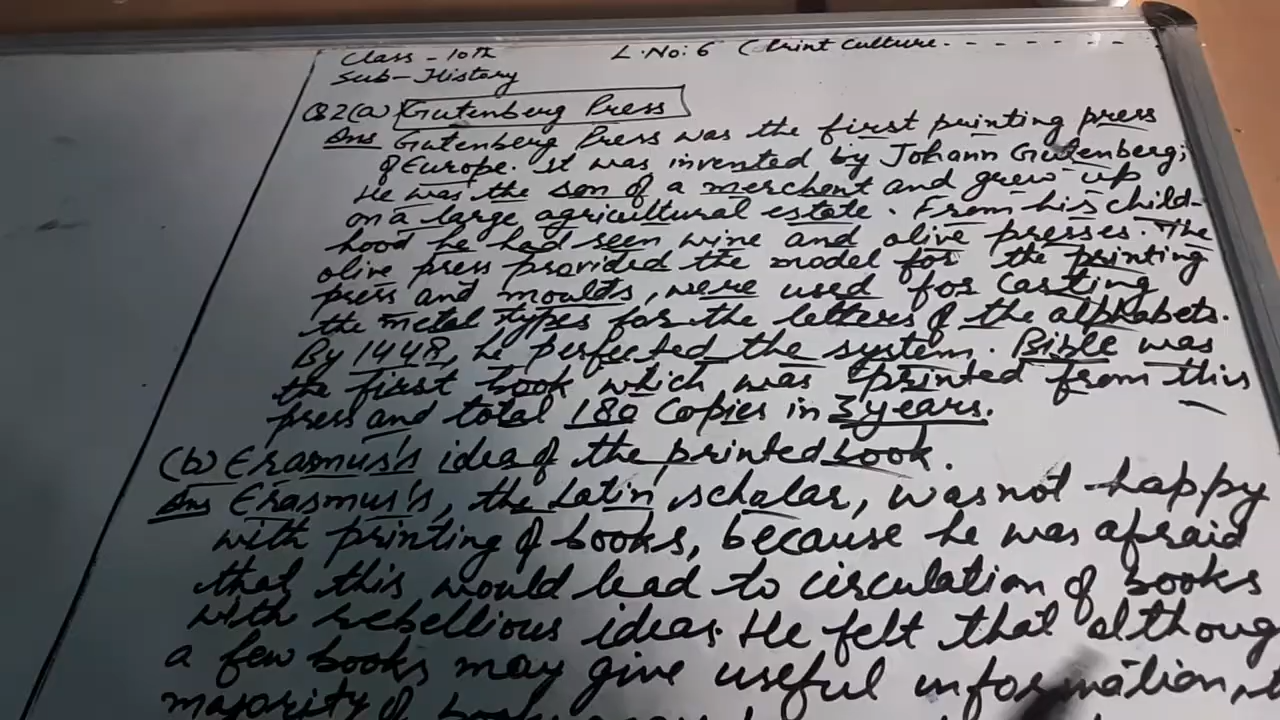 Class - 10th L.No: 6 (Print Culture. - - - - - -
Sub - History
Q2(a) Gutenberg Press
Ans Gutenberg Press was the first printing press
of Europe. It was invented by Johann Gutenberg;
He was the son of a merchant and grew up
on a large agricultural estate. From his child-
hood he had seen wine and olive presses. The
olive press provided the model for the printing
press and moulds, were used for casting
the metal types for the letters of the alphabets.
By 1448, he perfected the system. Bible was
the first book which was printed from this
press and total 180 Copies in 3 years.
(b) Erasmus's idea of the printed book.
Ans Erasmus's, the Latin scholar, was not happy
with printing of books, because he was afraid
that this would lead to circulation of books
with rebellious ideas. He felt that althoug
a few books may give useful information,
majority of books